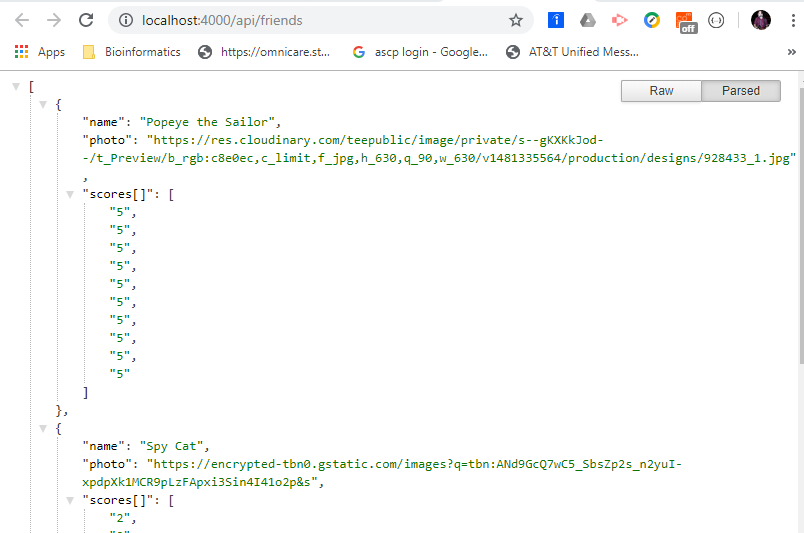 localhost:4000/api/friends
off
Apps
Bioinformatics
https://omnicare.st...
ascp login - Google...
AT&T Unified Mess...
»
Raw
Parsed
[
{
"name": "Popeye the Sailor",
"photo": "https://res.cloudinary.com/teepublic/image/private/s--gKXKkJod-
-/t_Preview/b_rgb:c8e0ec,c_limit,f_jpg,h_630,q_90,w_630/v1481335564/production/designs/928433_1.jpg"
,
"scores[]": [
"5",
"5",
"5",
"5",
"5",
"5",
"5",
"5",
"5",
"5"
]
},
{
"name": "Spy Cat",
"photo": "https://encrypted-tbn0.gstatic.com/images?q=tbn:ANd9GcQ7wC5_SbsZp2s_n2yuI-
xpdpXk1MCR9pLzFApxi3Sin4I41o2p&s",
"scores[]": [
"2",